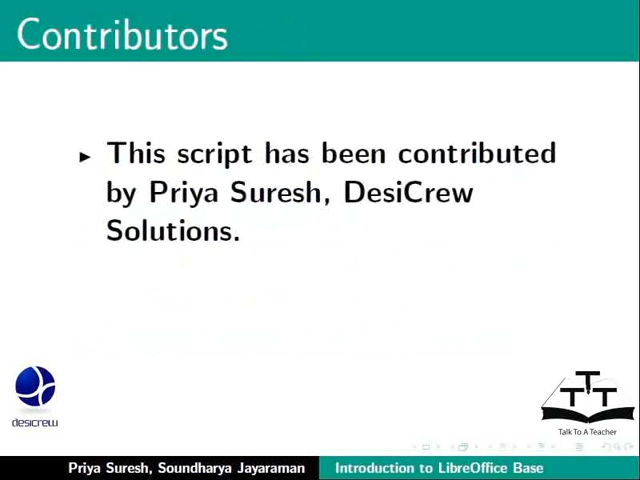 Contributors
This script has been contributed
by Priya Suresh, DesiCrew
Solutions.
desicrew
T T T
Talk To A Teacher
Priya Suresh, Soundharya Jayaraman
Introduction to LibreOffice Base